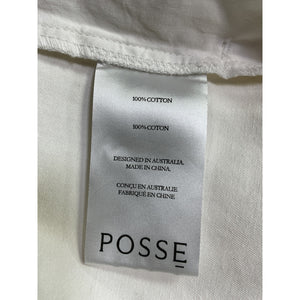 100% COTTON
100% COTON
DESIGNED IN AUSTRALIA.
MADE IN CHINA.
CONÇU EN AUSTRALIE.
FABRIQUÉ EN CHINE.
POSSE